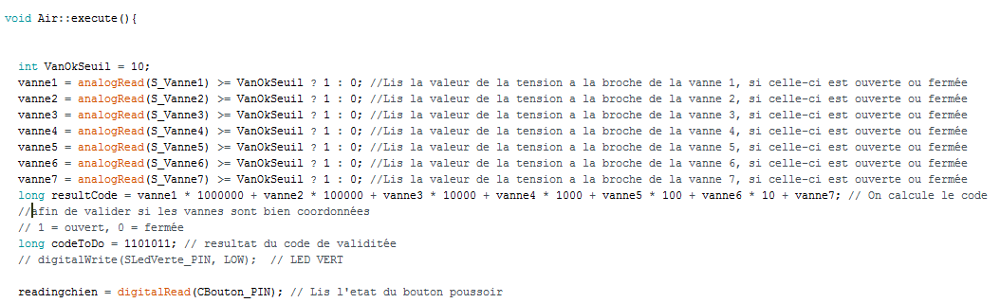 void Air::execute(){
int VanOkSeuil = 10;
vanne1 = analogRead(S_Vanne1) >= VanOkSeuil ? 1 : 0; //Lis la valeur de la tension a la broche de la vanne 1, si celle-ci est ouverte ou fermée
vanne2 = analogRead(S_Vanne2) >= VanOkSeuil ? 1 : 0; //Lis la valeur de la tension a la broche de la vanne 2, si celle-ci est ouverte ou fermée
vanne3 = analogRead(S_Vanne3) >= VanOkSeuil ? 1 : 0; //Lis la valeur de la tension a la broche de la vanne 3, si celle-ci est ouverte ou fermée
vanne4 = analogRead(S_Vanne4) >= VanOkSeuil ? 1 : 0; //Lis la valeur de la tension a la broche de la vanne 4, si celle-ci est ouverte ou fermée
vanne5 = analogRead(S_Vanne5) >= VanOkSeuil ? 1 : 0; //Lis la valeur de la tension a la broche de la vanne 5, si celle-ci est ouverte ou fermée
vanne6 = analogRead(S_Vanne6) >= VanOkSeuil ? 1 : 0; //Lis la valeur de la tension a la broche de la vanne 6, si celle-ci est ouverte ou fermée
vanne7 = analogRead(S_Vanne7) >= VanOkSeuil ? 1 : 0; //Lis la valeur de la tension a la broche de la vanne 7, si celle-ci est ouverte ou fermée
long resultCode = vanne1 * 1000000 + vanne2 * 100000 + vanne3 * 10000 + vanne4 * 1000 + vanne5 * 100 + vanne6 * 10 + vanne7; // On calcule le code
//afin de valider si les vannes sont bien coordonnées
// 1 = ouvert, 0 = fermée
long codeToDo = 1101011; // resultat du code de validitée
// digitalWrite(SLedVerte_PIN, LOW);  // LED VERT
readingchien = digitalRead(CBouton_PIN); // Lis l'etat du bouton poussoir